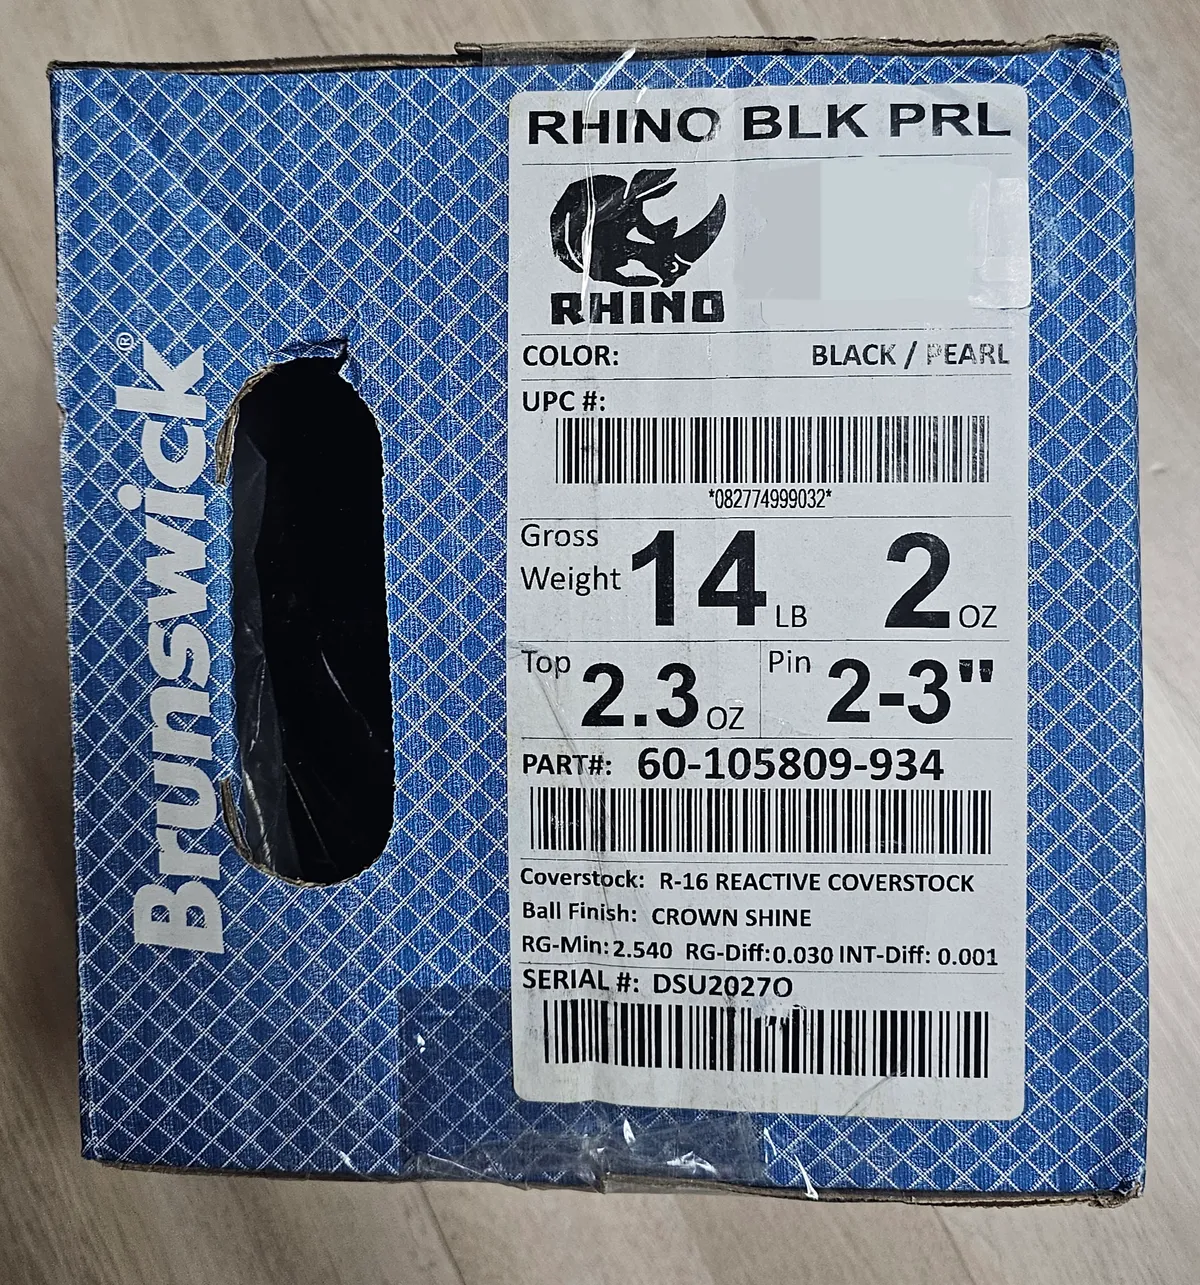 Brunswick®
RHINO BLK PRL
RHINO
COLOR: BLACK / PEARL
UPC #:
*082774999032*
Gross Weight 14 LB 2 OZ
Top 2.3 OZ Pin 2-3"
PART#: 60-105809-934
Coverstock: R-16 REACTIVE COVERSTOCK
Ball Finish: CROWN SHINE
RG-Min: 2.540 RG-Diff: 0.030 INT-Diff: 0.001
SERIAL #: DSU2027O